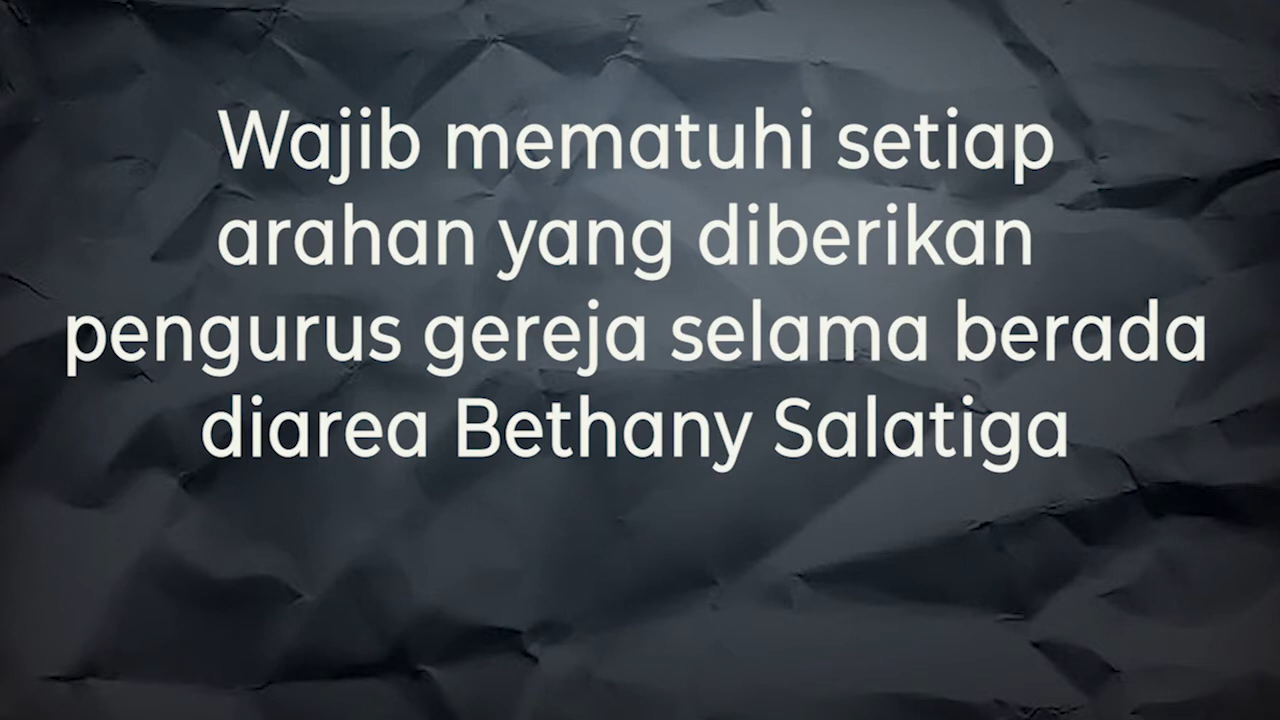 Wajib mematuhi setiap
arahan yang diberikan
pengurus gereja selama berada
diarea Bethany Salatiga